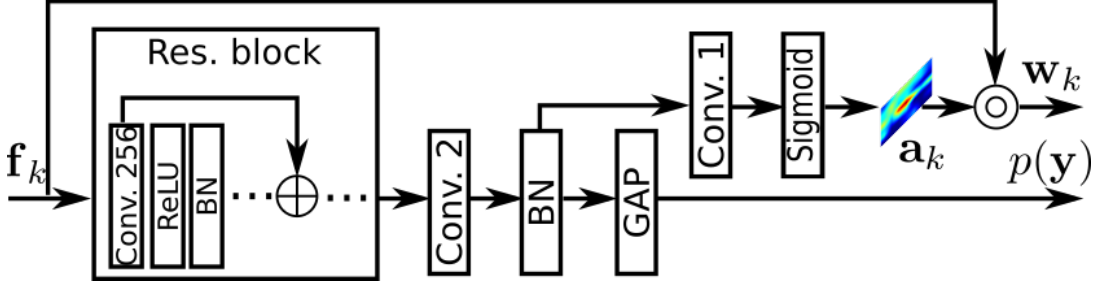 Res. block
f_k
Conv. 256
ReLU
BN
...
...
Conv. 2
BN
GAP
Conv. 1
Sigmoid
a_k
w_k
p(y)